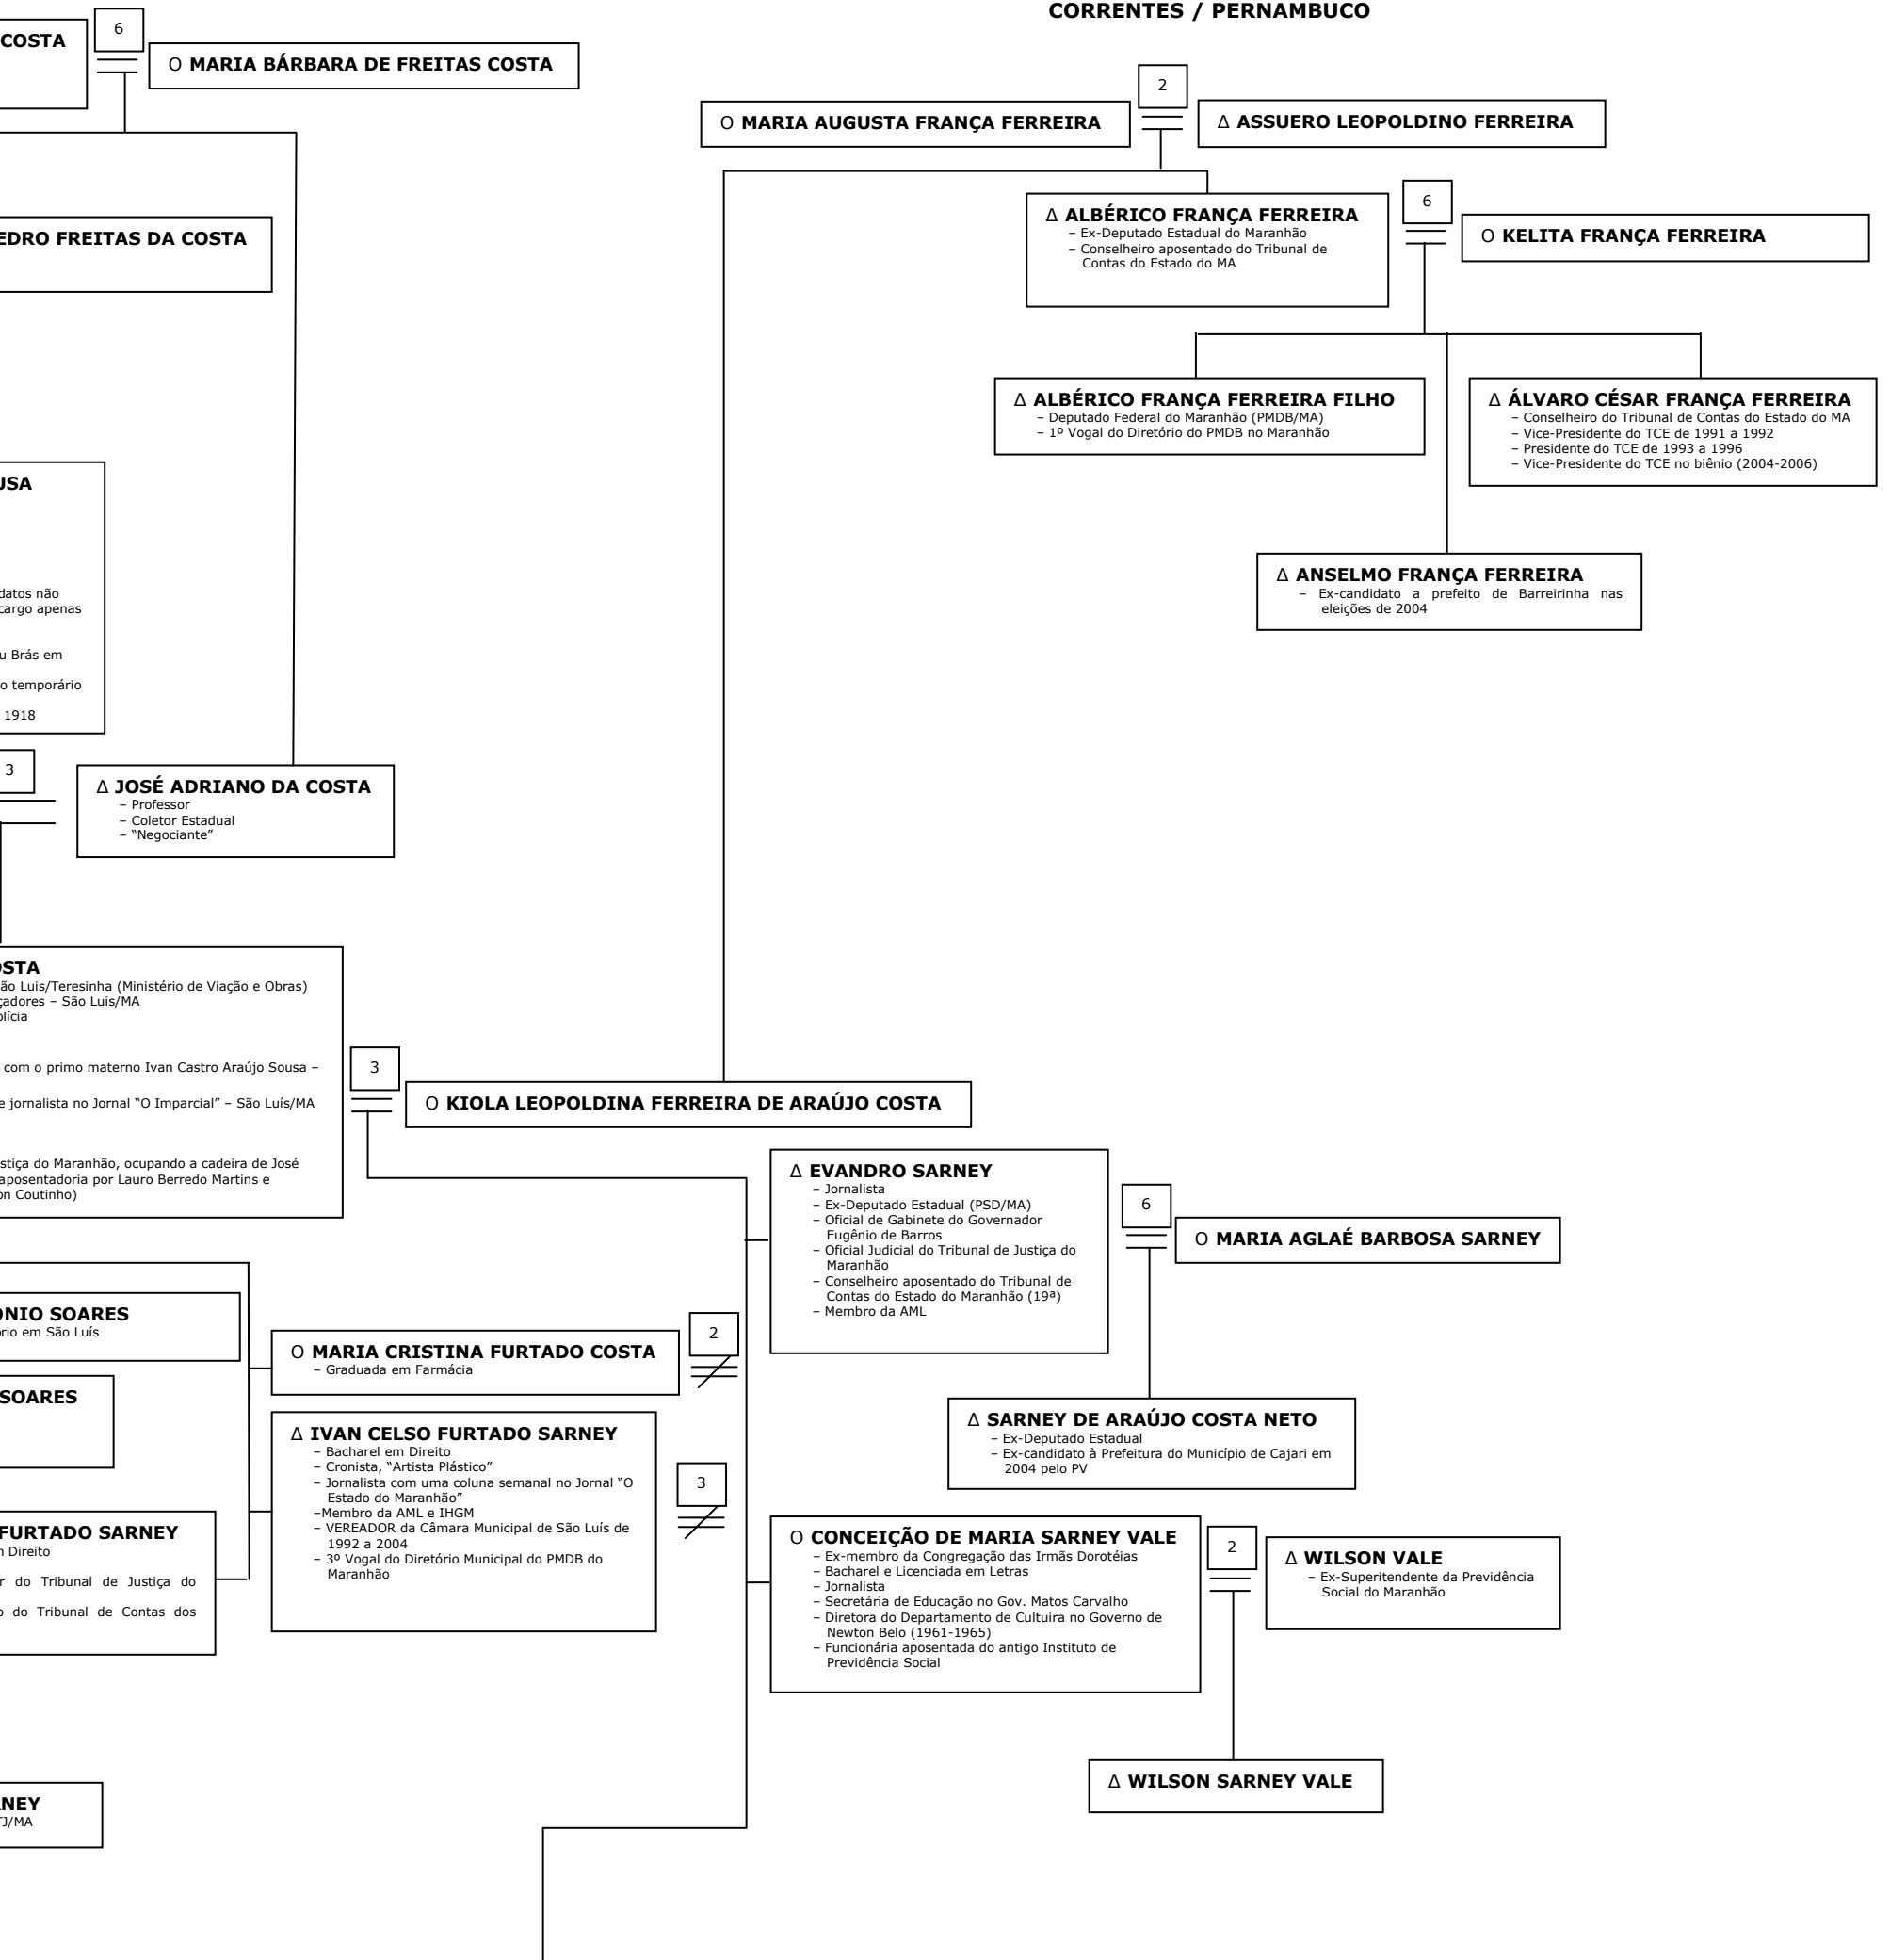 CORRENTES / PERNAMBUCO
COSTA
6
O MARIA BÁRBARA DE FREITAS COSTA
2
O MARIA AUGUSTA FRANÇA FERREIRA
Δ ASSUERO LEOPOLDINO FERREIRA
Δ ALBÉRICO FRANÇA FERREIRA
– Ex-Deputado Estadual do Maranhão
– Conselheiro aposentado do Tribunal de
Contas do Estado do MA
6
O KELITA FRANÇA FERREIRA
EDRO FREITAS DA COSTA
Δ ALBÉRICO FRANÇA FERREIRA FILHO
– Deputado Federal do Maranhão (PMDB/MA)
– 1º Vogal do Diretório do PMDB no Maranhão
Δ ÁLVARO CÉSAR FRANÇA FERREIRA
– Conselheiro do Tribunal de Contas do Estado do MA
– Vice-Presidente do TCE de 1991 a 1992
– Presidente do TCE de 1993 a 1996
– Vice-Presidente do TCE no biênio (2004-2006)
Δ ANSELMO FRANÇA FERREIRA
– Ex-candidato a prefeito de Barreirinha nas
eleições de 2004
USA
datos não
cargo apenas
u Brás em
o temporário
1918
3
Δ JOSÉ ADRIANO DA COSTA
– Professor
– Coletor Estadual
– “Negociante”
OSTA
ão Luis/Teresinha (Ministério de Viação e Obras)
çadores – São Luís/MA
olícia
com o primo materno Ivan Castro Araújo Sousa –
e jornalista no Jornal “O Imparcial” – São Luís/MA
stiça do Maranhão, ocupando a cadeira de José
aposentadoria por Lauro Berredo Martins e
on Coutinho)
3
O KIOLA LEOPOLDINA FERREIRA DE ARAÚJO COSTA
Δ EVANDRO SARNEY
– Jornalista
– Ex-Deputado Estadual (PSD/MA)
– Oficial de Gabinete do Governador
Eugênio de Barros
– Oficial Judicial do Tribunal de Justiça do
Maranhão
– Conselheiro aposentado do Tribunal de
Contas do Estado do Maranhão (19ª)
– Membro da AML
6
O MARIA AGLAÉ BARBOSA SARNEY
ONIO SOARES
rio em São Luís
O MARIA CRISTINA FURTADO COSTA
– Graduada em Farmácia
2
SOARES
Δ IVAN CELSO FURTADO SARNEY
– Bacharel em Direito
– Cronista, “Artista Plástico”
– Jornalista com uma coluna semanal no Jornal “O
Estado do Maranhão”
–Membro da AML e IHGM
– VEREADOR da Câmara Municipal de São Luís de
1992 a 2004
– 3º Vogal do Diretório Municipal do PMDB do
Maranhão
3
Δ SARNEY DE ARAÚJO COSTA NETO
– Ex-Deputado Estadual
– Ex-candidato à Prefeitura do Município de Cajari em
2004 pelo PV
FURTADO SARNEY
n Direito
r do Tribunal de Justiça do
o do Tribunal de Contas dos
O CONCEIÇÃO DE MARIA SARNEY VALE
– Ex-membro da Congregação das Irmãs Dorotéias
– Bacharel e Licenciada em Letras
– Jornalista
– Secretária de Educação no Gov. Matos Carvalho
– Diretora do Departamento de Cultuira no Governo de
Newton Belo (1961-1965)
– Funcionária aposentada do antigo Instituto de
Previdência Social
2
Δ WILSON VALE
– Ex-Superitendente da Previdência
Social do Maranhão
Δ WILSON SARNEY VALE
RNEY
TJ/MA